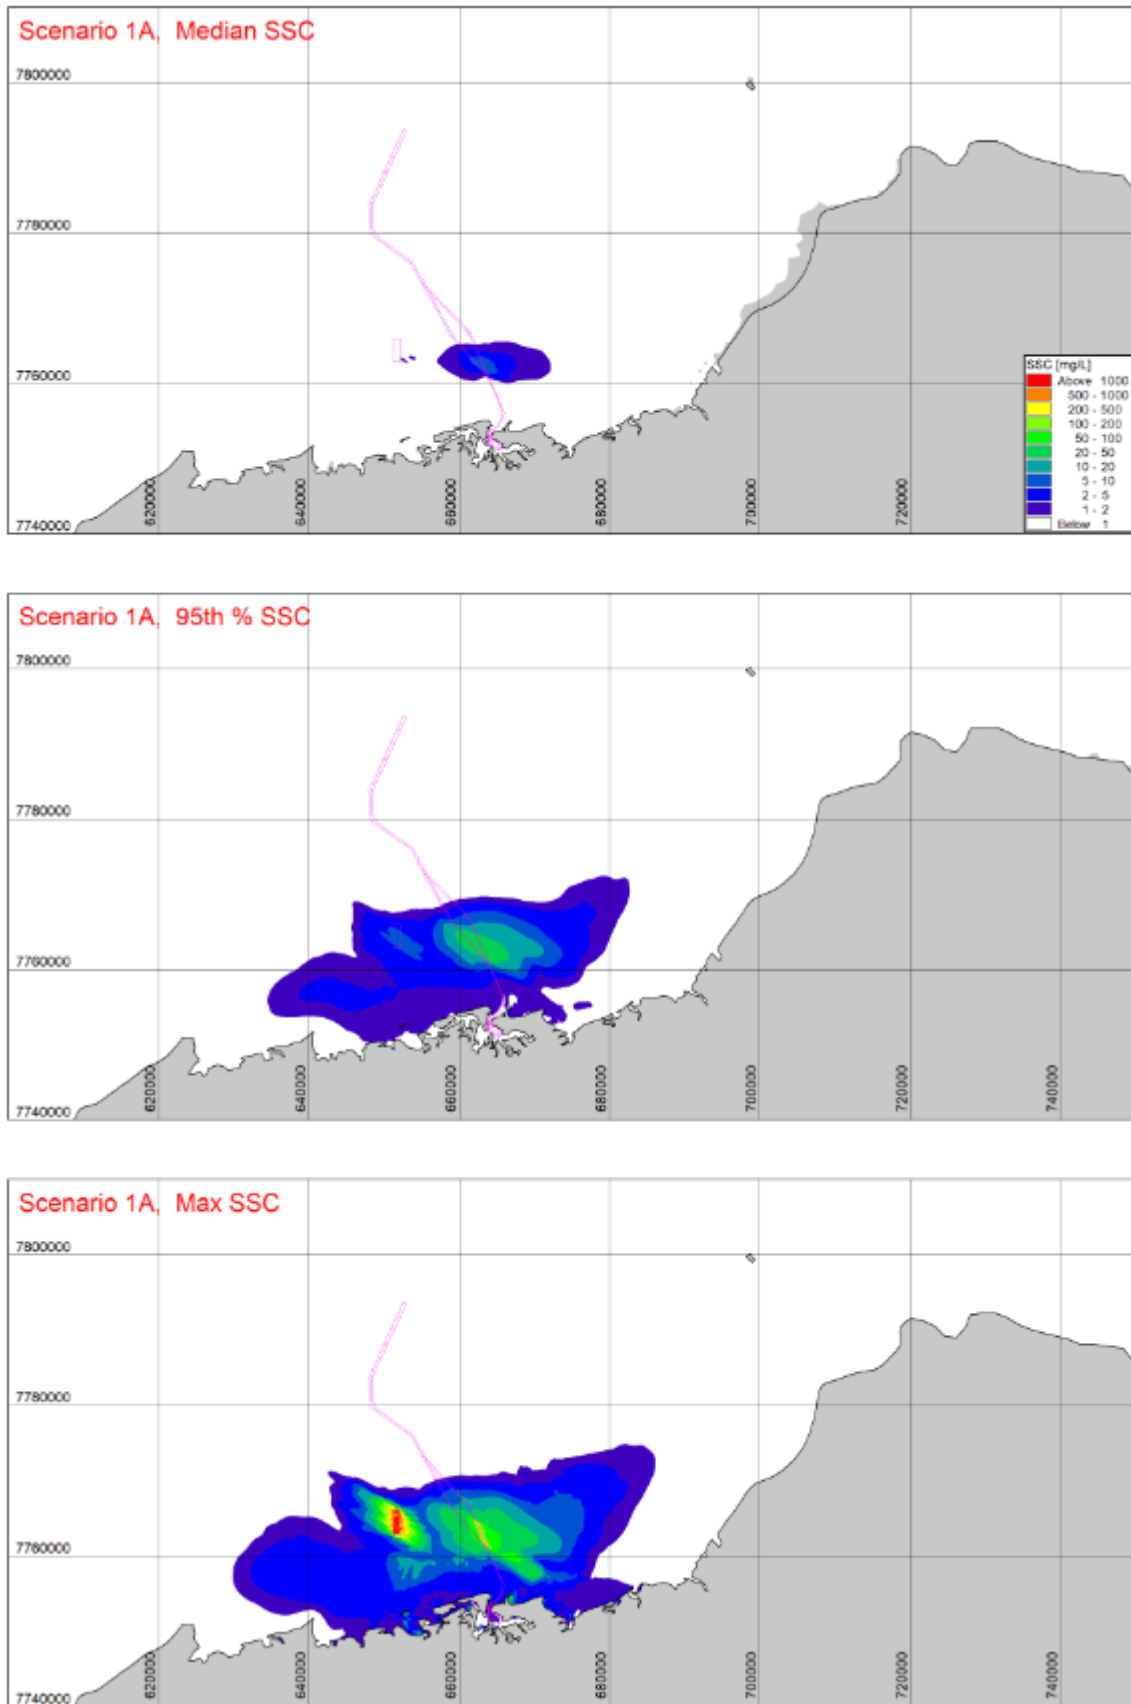 Scenario 1A, Median SSC
7800000
7780000
7760000
SSC [mg/L]
Above 1000
500 - 1000
200 - 500
100 - 200
50 - 100
20 - 50
10 - 20
5 - 10
2 - 5
1 - 2
Below 1
7740000
620000
640000
660000
680000
700000
720000
Scenario 1A, 95th % SSC
7800000
7780000
7760000
7740000
620000
640000
660000
680000
700000
720000
740000
Scenario 1A, Max SSC
7800000
7780000
7760000
7740000
620000
640000
660000
680000
700000
720000
740000